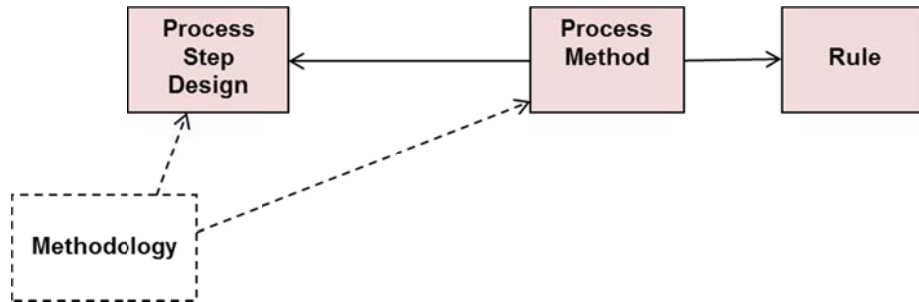 Process
Step
Design
Process
Method
Rule
Methodology